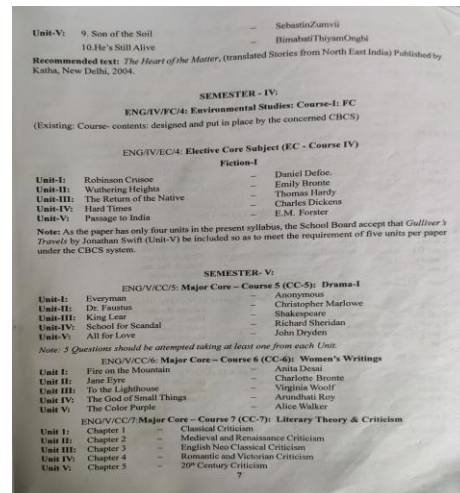 Unit-V: 9. Son of the Soil – SebastinZumvü
10.He's Still Alive – BimabatiThiyamOngbi
Recommended text: The Heart of the Matter, (translated Stories from North East India) Published by
Katha, New Delhi, 2004.
SEMESTER - IV:
ENG/IV/FC/4: Environmental Studies: Course-I: FC
(Existing: Course- contents: designed and put in place by the concerned CBCS)
ENG/IV/EC/4: Elective Core Subject (EC - Course IV)
Fiction-I
Unit-I: Robinson Crusoe – Daniel Defoe.
Unit-II: Wuthering Heights – Emily Bronte
Unit-III: The Return of the Native – Thomas Hardy
Unit-IV: Hard Times – Charles Dickens
Unit-V: Passage to India – E.M. Forster
Note: As the paper has only four units in the present syllabus, the School Board accept that Gulliver's
Travels by Jonathan Swift (Unit-V) be included so as to meet the requirement of five units per paper
under the CBCS system.
SEMESTER- V:
ENG/V/CC/5: Major Core – Course 5 (CC-5): Drama-I
Unit-I: Everyman – Anonymous
Unit-II: Dr. Faustus – Christopher Marlowe
Unit-III: King Lear – Shakespeare
Unit-IV: School for Scandal – Richard Sheridan
Unit-V: All for Love – John Dryden
Note: 5 Questions should be attempted taking at least one from each Unit.
ENG/V/CC/6: Major Core – Course 6 (CC-6): Women's Writings
Unit I: Fire on the Mountain – Anita Desai
Unit II: Jane Eyre – Charlotte Bronte
Unit III: To the Lighthouse – Virginia Woolf
Unit IV: The God of Small Things – Arundhati Roy
Unit V: The Color Purple – Alice Walker
ENG/V/CC/7:Major Core – Course 7 (CC-7): Literary Theory & Criticism
Unit I: Chapter 1 – Classical Criticism
Unit II: Chapter 2 – Medieval and Renaissance Criticism
Unit III: Chapter 3 – English Neo Classical Criticism
Unit IV: Chapter 4 – Romantic and Victorian Criticism
Unit V: Chapter 5 – 20th Century Criticism
7